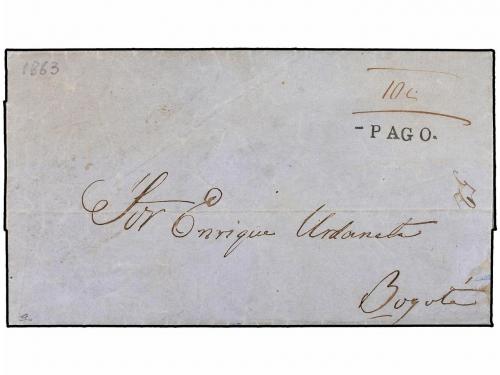 1863
10c
-PAGO.
Sor Enrique Urdaneta
Bogotá